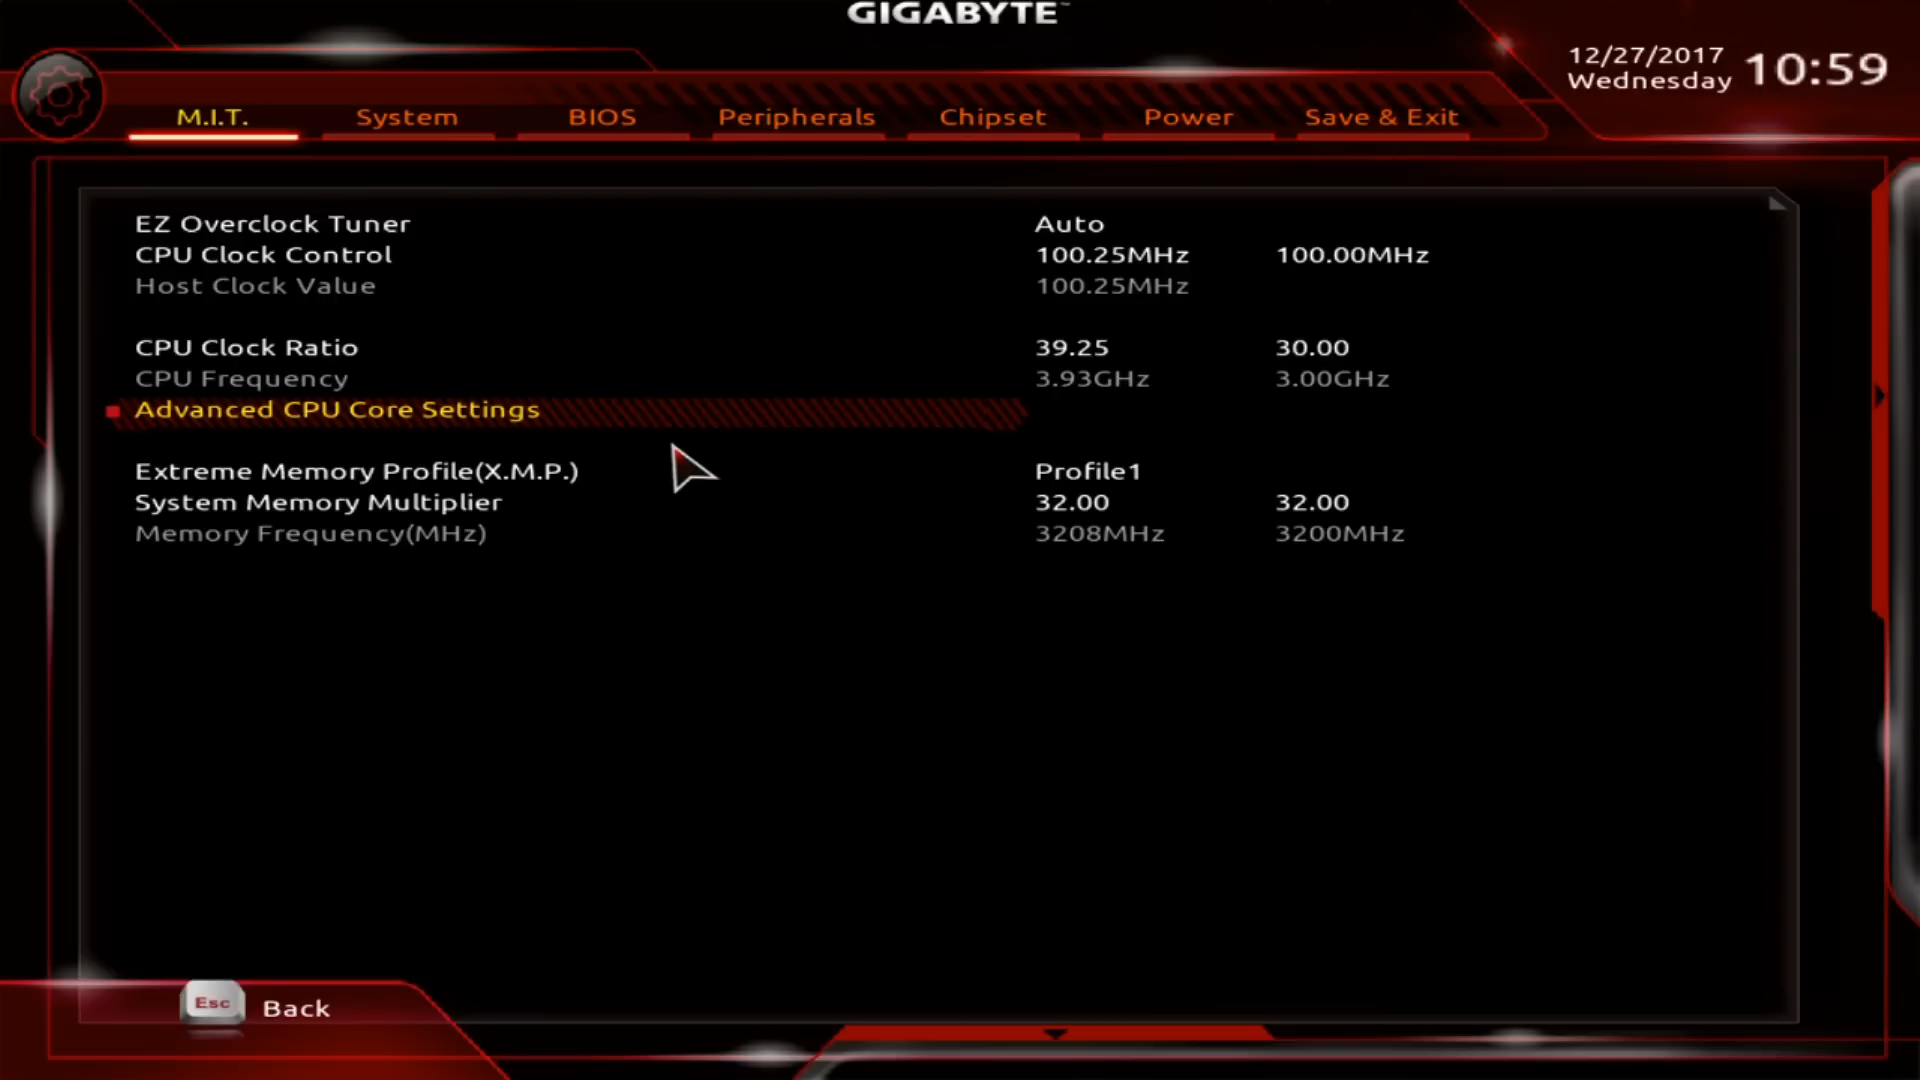 GIGABYTE™
12/27/2017 10:59
Wednesday
M.I.T. System BIOS Peripherals Chipset Power Save & Exit
EZ Overclock Tuner Auto
CPU Clock Control 100.25MHz 100.00MHz
Host Clock Value 100.25MHz
CPU Clock Ratio 39.25 30.00
CPU Frequency 3.93GHz 3.00GHz
Advanced CPU Core Settings
Extreme Memory Profile(X.M.P.) Profile1
System Memory Multiplier 32.00 32.00
Memory Frequency(MHz) 3208MHz 3200MHz
Esc Back